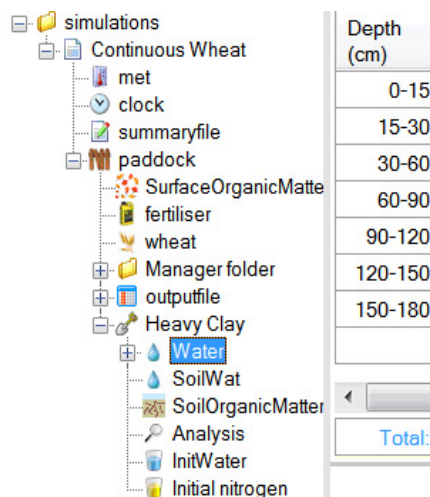 simulations
Continuous Wheat
met
clock
summaryfile
paddock
SurfaceOrganicMatte
fertiliser
wheat
Manager folder
outputfile
Heavy Clay
Water
SoilWat
SoilOrganicMatter
Analysis
InitWater
Initial nitrogen
Depth
(cm)
0-15
15-30
30-60
60-90
90-120
120-150
150-180
Total: